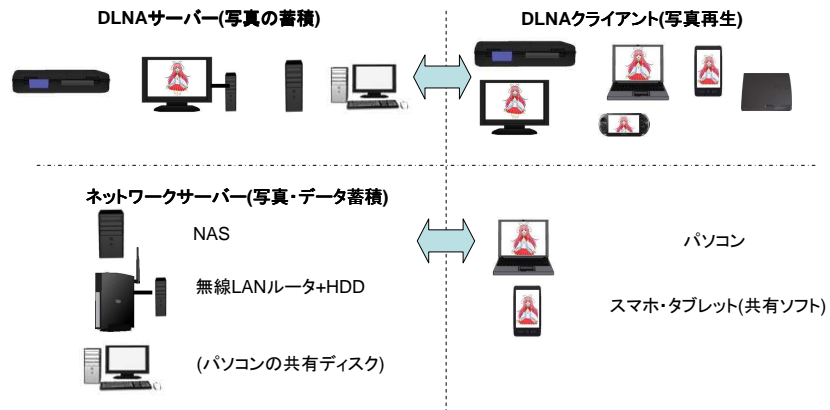 DLNAサーバー(写真の蓄積)
DLNAクライアント(写真再生)
ネットワークサーバー(写真・データ蓄積)
NAS
無線LANルータ+HDD
(パソコンの共有ディスク)
パソコン
スマホ・タブレット(共有ソフト)